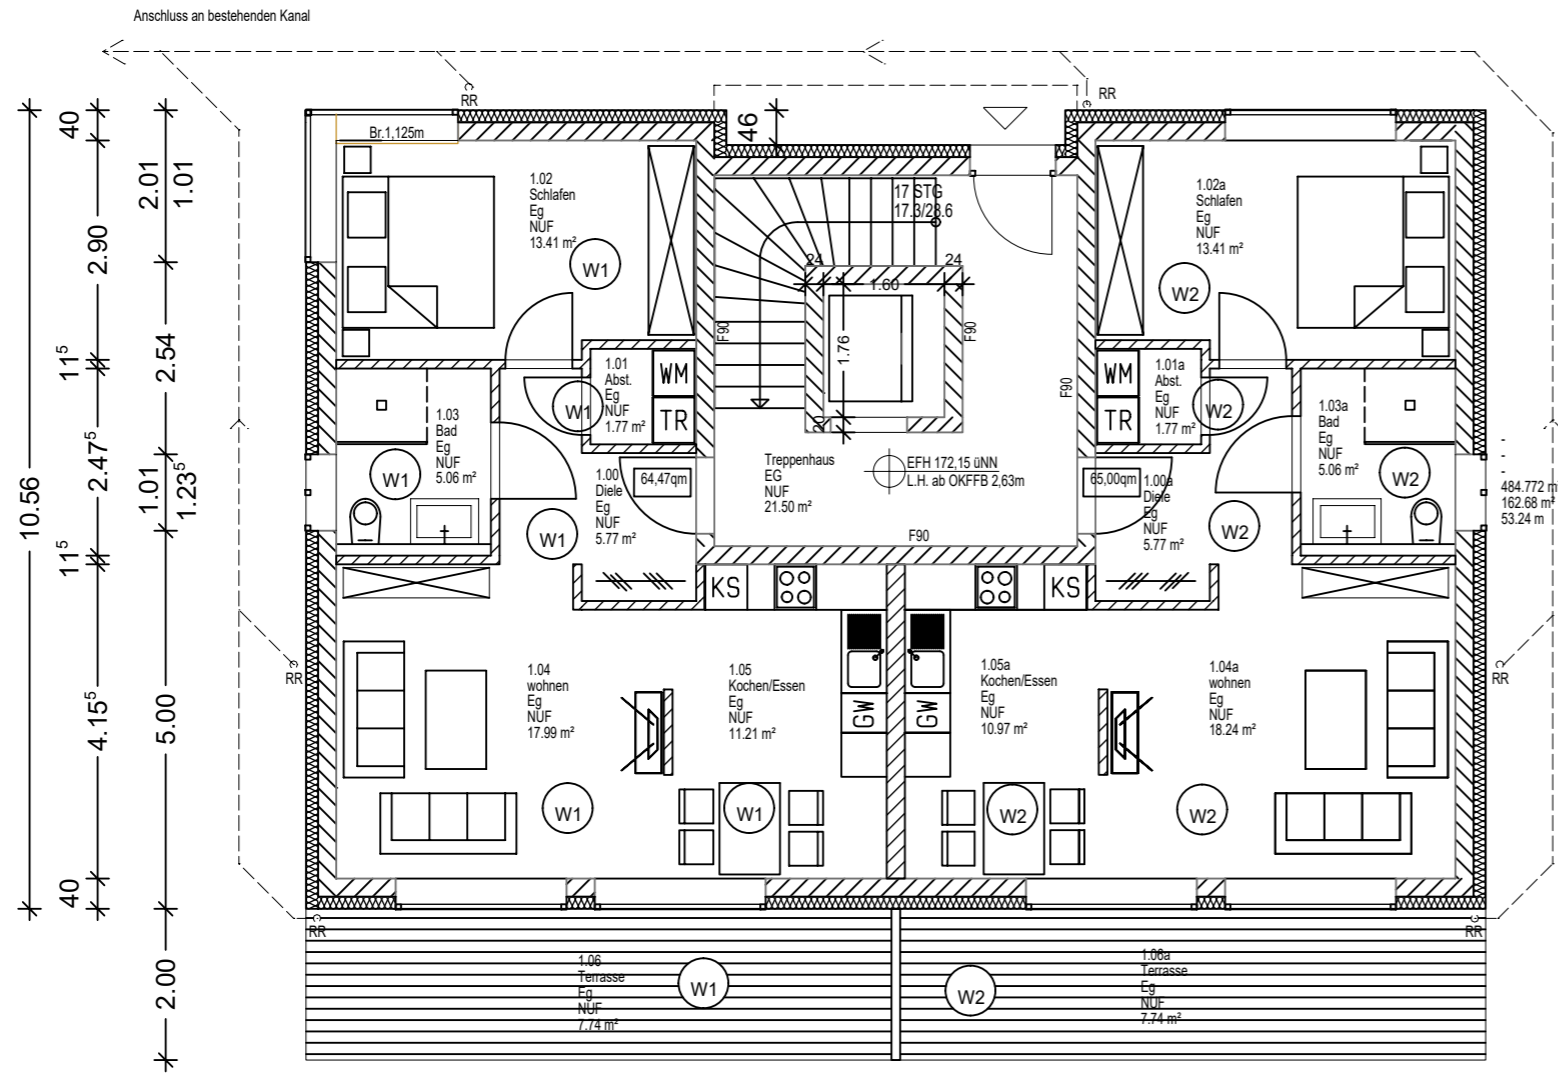 Anschluss an bestehenden Kanal
RR
RR
40
2.90
11⁵
2.47⁵
11⁵
4.15⁵
40
10.56
2.01
1.01
2.54
1.01
1.23⁵
5.00
2.00
Br.1,125m
46
1.02
Schlafen
Eg
NUF
13.41 m²
W1
17 STG
17.3/28.6
24
24
1.60
1.76
20
F90
F90
F90
F90
1.02a
Schlafen
Eg
NUF
13.41 m²
W2
1.01
Abst.
Eg
NUF
1.77 m²
W1
WM
TR
WM
TR
1.01a
Abst.
Eg
NUF
1.77 m²
W2
1.03
Bad
Eg
NUF
5.06 m²
W1
1.00
Diele
Eg
NUF
5.77 m²
W1
64,47qm
Treppenhaus
EG
NUF
21.50 m²
EFH 172,15 üNN
L.H. ab OKFFB 2,63m
65,00qm
1.00a
Diele
Eg
NUF
5.77 m²
W2
1.03a
Bad
Eg
NUF
5.06 m²
W2
-
-
-
484.772 m
162.68 m²
53.24 m
KS
KS
RR
RR
1.04
wohnen
Eg
NUF
17.99 m²
W1
1.05
Kochen/Essen
Eg
NUF
11.21 m²
W1
GW
GW
1.05a
Kochen/Essen
Eg
NUF
10.97 m²
W2
1.04a
wohnen
Eg
NUF
18.24 m²
W2
RR
RR
1.06
Terrasse
Eg
NUF
7.74 m²
W1
W2
1.06a
Terrasse
Eg
NUF
7.74 m²